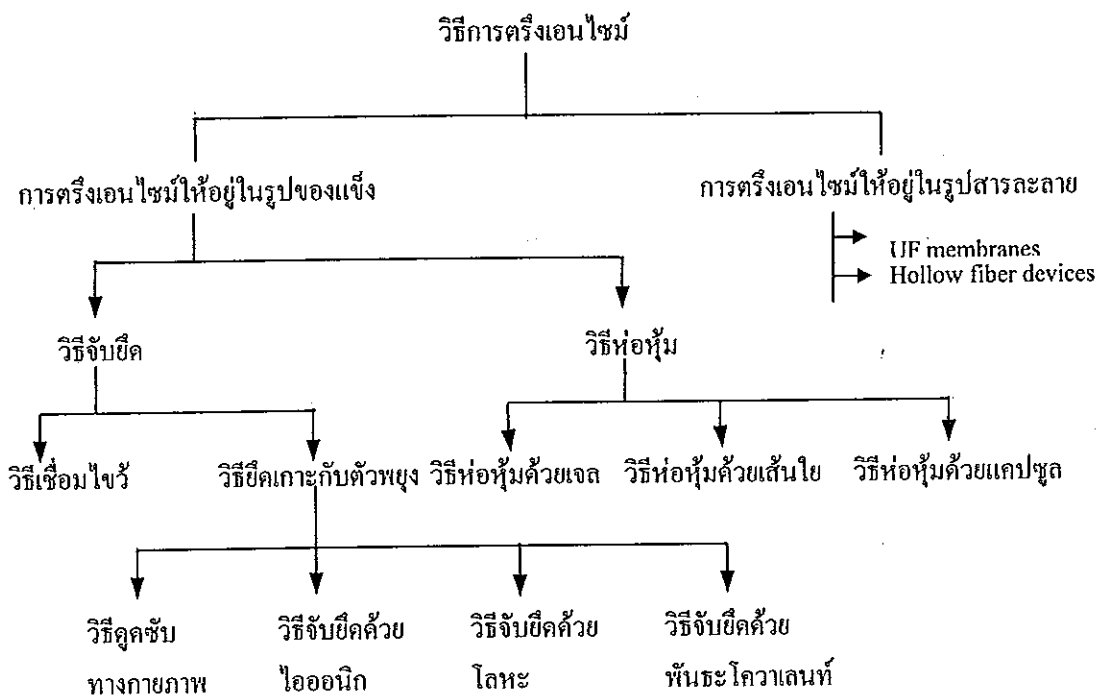 วิธีการตรึงเอนไซม์
การตรึงเอนไซม์ให้อยู่ในรูปของแข็ง
การตรึงเอนไซม์ให้อยู่ในรูปสารละลาย
UF membranes
Hollow fiber devices
วิธีจับยึด
วิธีห่อหุ้ม
วิธีเชื่อมไขว้
วิธียึดเกาะกับตัวพยุง
วิธีห่อหุ้มด้วยเจล
วิธีห่อหุ้มด้วยเส้นใย
วิธีห่อหุ้มด้วยแคปซูล
วิธีดูดซับ
ทางกายภาพ
วิธีจับยึดด้วย
ไอออนิก
วิธีจับยึดด้วย
โลหะ
วิธีจับยึดด้วย
พันธะโควาเลนท์